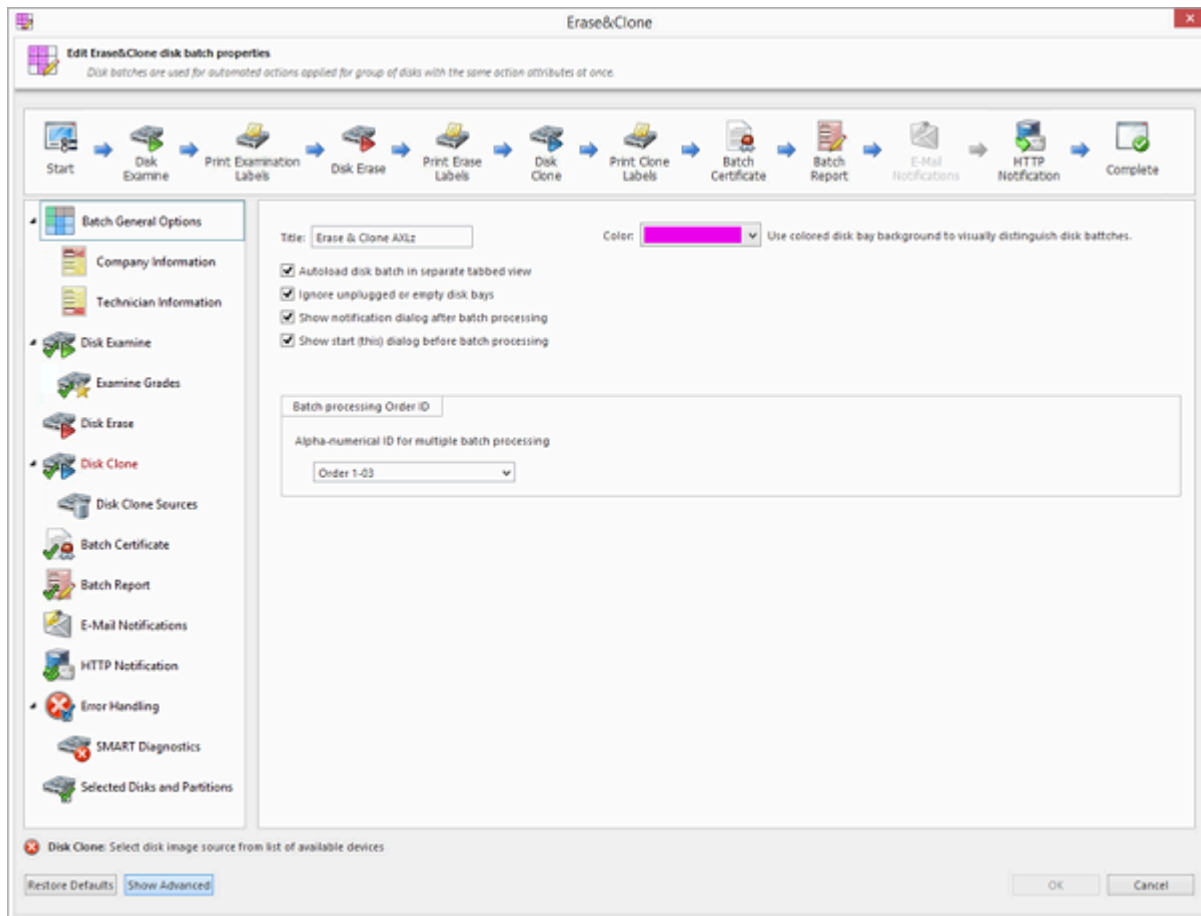 Erase&Clone
Edit Erase&Clone disk batch properties
Disk batches are used for automated actions applied for group of disks with the same action attributes at once.
Start
Disk Examine
Print Examination Labels
Disk Erase
Print Erase Labels
Disk Clone
Print Clone Labels
Batch Certificate
Batch Report
E-Mail Notifications
HTTP Notification
Complete
Batch General Options
Company Information
Technician Information
Disk Examine
Examine Grades
Disk Erase
Disk Clone
Disk Clone Sources
Batch Certificate
Batch Report
E-Mail Notifications
HTTP Notification
Error Handling
SMART Diagnostics
Selected Disks and Partitions
Title: Erase & Clone AXLz
Color: Use colored disk bay background to visually distinguish disk battches.
Autoload disk batch in separate tabbed view
Ignore unplugged or empty disk bays
Show notification dialog after batch processing
Show start (this) dialog before batch processing
Batch processing Order ID
Alpha-numerical ID for multiple batch processing
Order 1-03
Disk Clone: Select disk image source from list of available devices
Restore Defaults Show Advanced OK Cancel